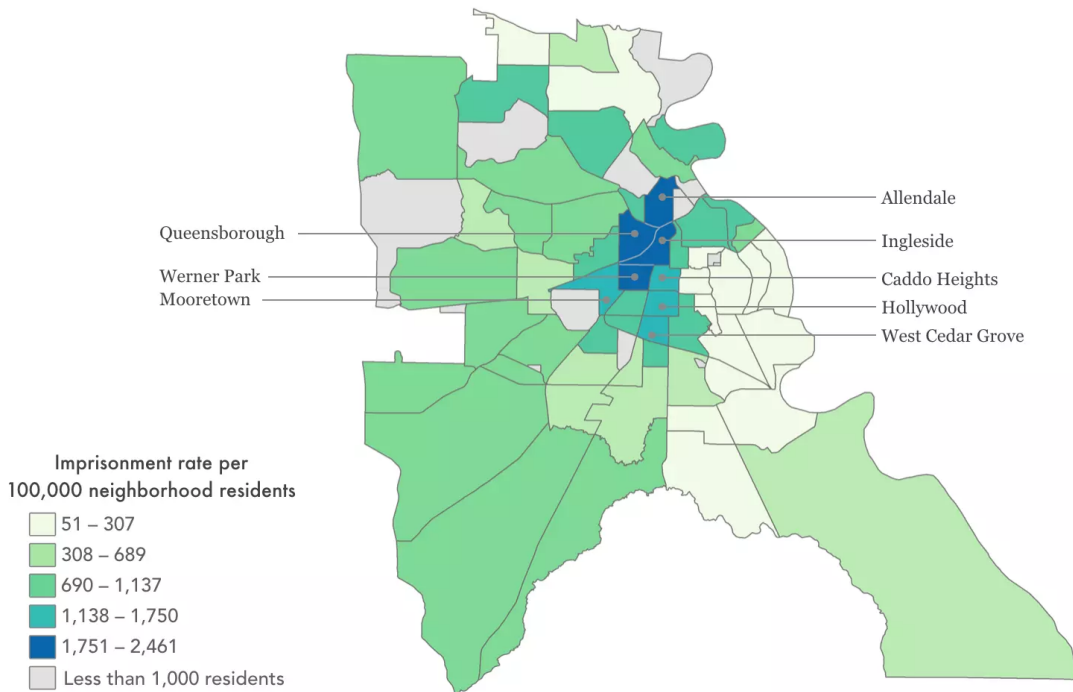 Allendale
Queensborough
Ingleside
Werner Park
Caddo Heights
Mooretown
Hollywood
West Cedar Grove
Imprisonment rate per
100,000 neighborhood residents
51 – 307
308 – 689
690 – 1,137
1,138 – 1,750
1,751 – 2,461
Less than 1,000 residents